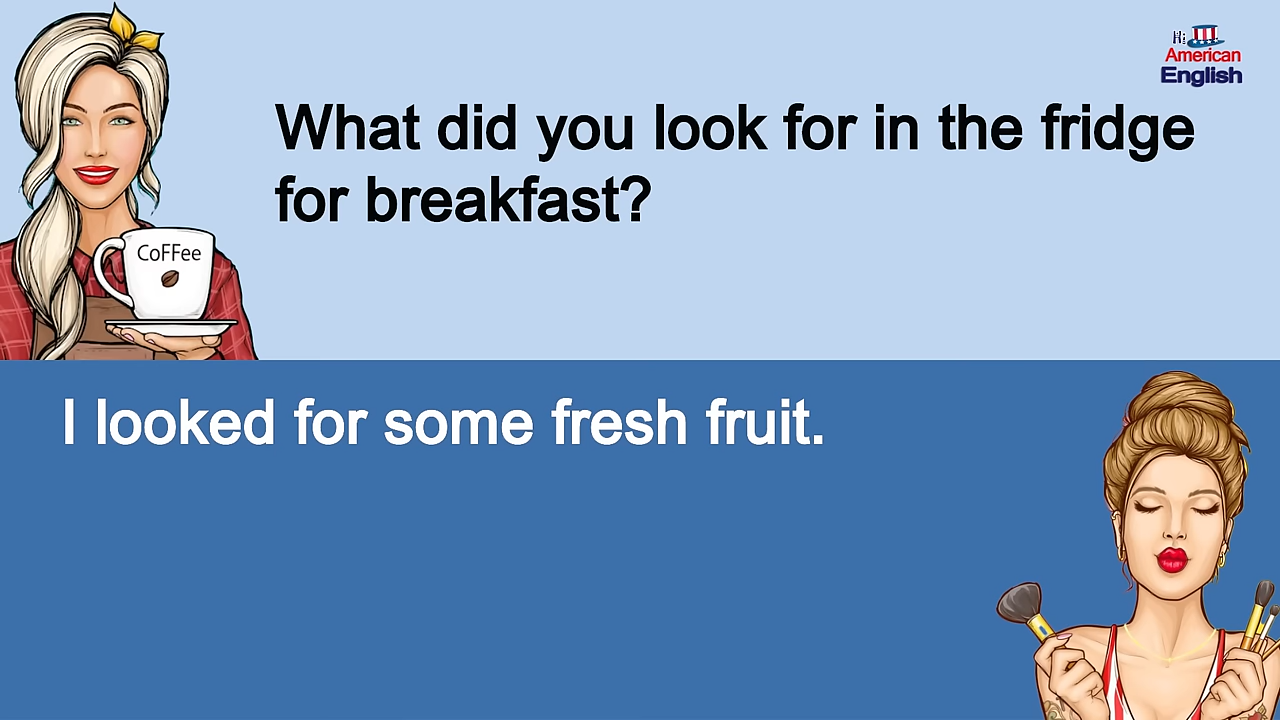 Hi
American
English
What did you look for in the fridge
for breakfast?
CoFFee
I looked for some fresh fruit.